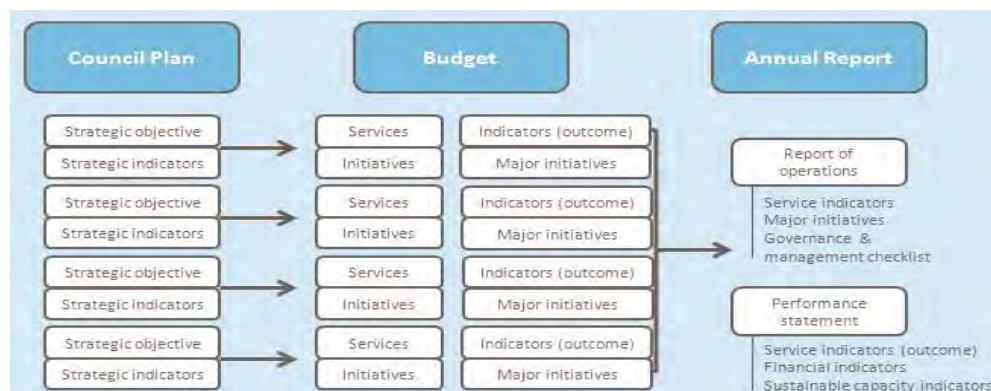 Council Plan
Budget
Annual Report
Strategic objective
Strategic indicators
Services
Initiatives
Indicators (outcome)
Major initiatives
Strategic objective
Strategic indicators
Services
Initiatives
Indicators (outcome)
Major initiatives
Strategic objective
Strategic indicators
Services
Initiatives
Indicators (outcome)
Major initiatives
Strategic objective
Strategic indicators
Services
Initiatives
Indicators (outcome)
Major initiatives
Report of
operations
Service indicators
Major initiatives
Governance &
management checklist
Performance
statement
Service indicators (outcome)
Financial indicators
Sustainable capacity indicators